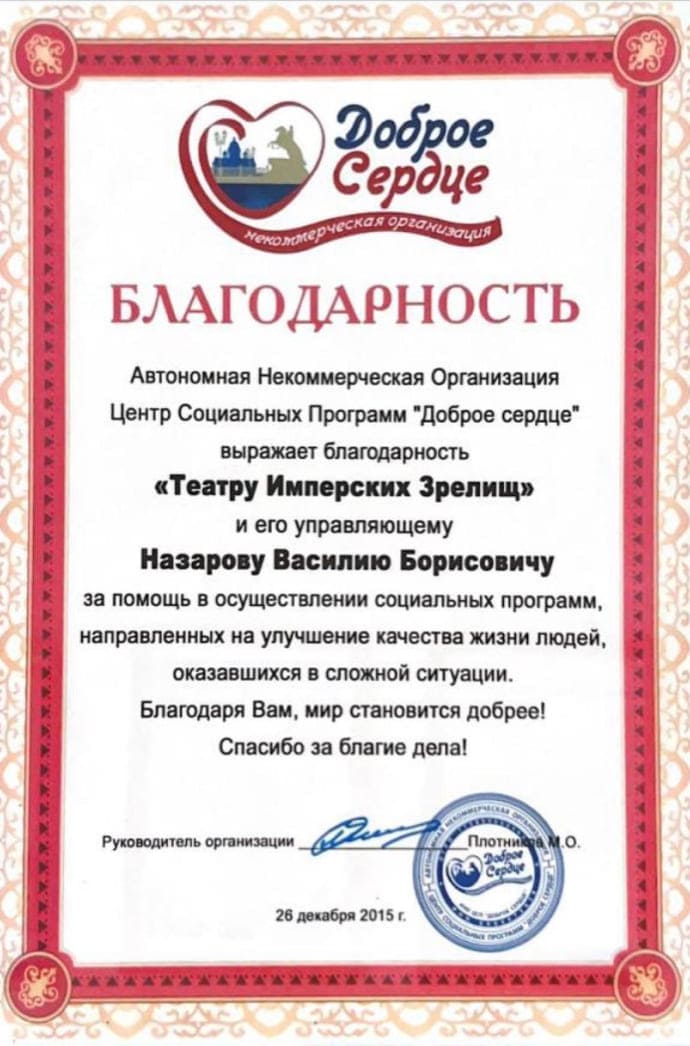 Доброе
Сердце
некоммерческая организация
БЛАГОДАРНОСТЬ
Автономная Некоммерческая Организация
Центр Социальных Программ "Доброе сердце"
выражает благодарность
«Театру Имперских Зрелищ»
и его управляющему
Назарову Василию Борисовичу
за помощь в осуществлении социальных программ,
направленных на улучшение качества жизни людей,
оказавшихся в сложной ситуации.
Благодаря Вам, мир становится добрее!
Спасибо за благие дела!
Руководитель организации Плотников М.О.
АВТОНОМНАЯ НЕКОММЕРЧЕСКАЯ ОРГАНИЗАЦИЯ
ЦЕНТР СОЦИАЛЬНЫХ ПРОГРАММ "ДОБРОЕ СЕРДЦЕ"
Доброе
Сердце
26 декабря 2015 г.